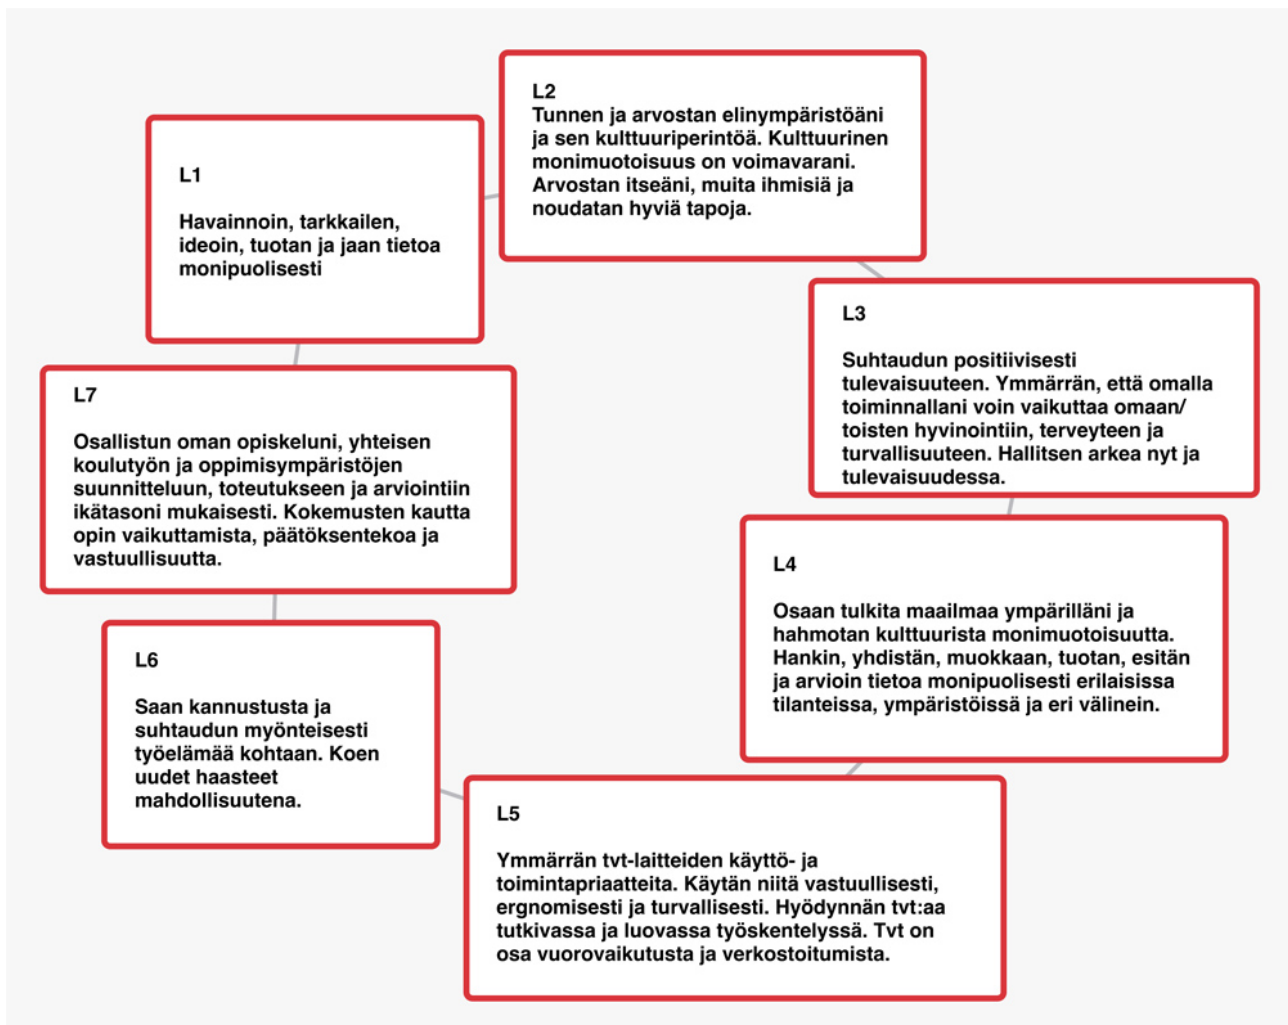 L1
Havainnoin, tarkkailen,
ideoin, tuotan ja jaan tietoa
monipuolisesti
L2
Tunnen ja arvostan elinympäristöäni
ja sen kulttuuriperintöä. Kulttuurinen
monimuotoisuus on voimavarani.
Arvostan itseäni, muita ihmisiä ja
noudatan hyviä tapoja.
L3
Suhtaudun positiivisesti
tulevaisuuteen. Ymmärrän, että omalla
toiminnallani voin vaikuttaa omaan/
toisten hyvinointiin, terveyteen ja
turvallisuuteen. Hallitsen arkea nyt ja
tulevaisuudessa.
L4
Osaan tulkita maailmaa ympärilläni ja
hahmotan kulttuurista monimuotoisuutta.
Hankin, yhdistän, muokkaan, tuotan, esitän
ja arvioin tietoa monipuolisesti erilaisissa
tilanteissa, ympäristöissä ja eri välinein.
L5
Ymmärrän tvt-laitteiden käyttö- ja
toimintapriaatteita. Käytän niitä vastuullisesti,
ergnomisesti ja turvallisesti. Hyödynnän tvt:aa
tutkivassa ja luovassa työskentelyssä. Tvt on
osa vuorovaikutusta ja verkostoitumista.
L6
Saan kannustusta ja
suhtaudun myönteisesti
työelämää kohtaan. Koen
uudet haasteet
mahdollisuutena.
L7
Osallistun oman opiskeluni, yhteisen
koulutyön ja oppimisympäristöjen
suunnitteluun, toteutukseen ja arviointiin
ikätasoni mukaisesti. Kokemusten kautta
opin vaikuttamista, päätöksentekoa ja
vastuullisuutta.